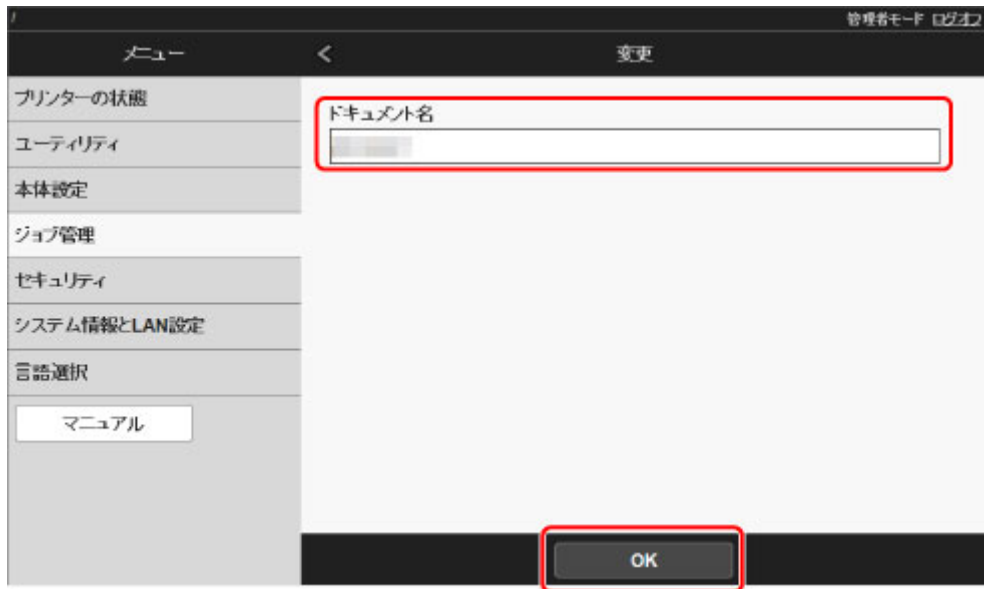 管理者モード ログオフ
メニュー
< 変更
プリンターの状態
ユーティリティ
本体設定
ジョブ管理
セキュリティ
システム情報とLAN設定
言語選択
マニュアル
ドキュメント名
OK